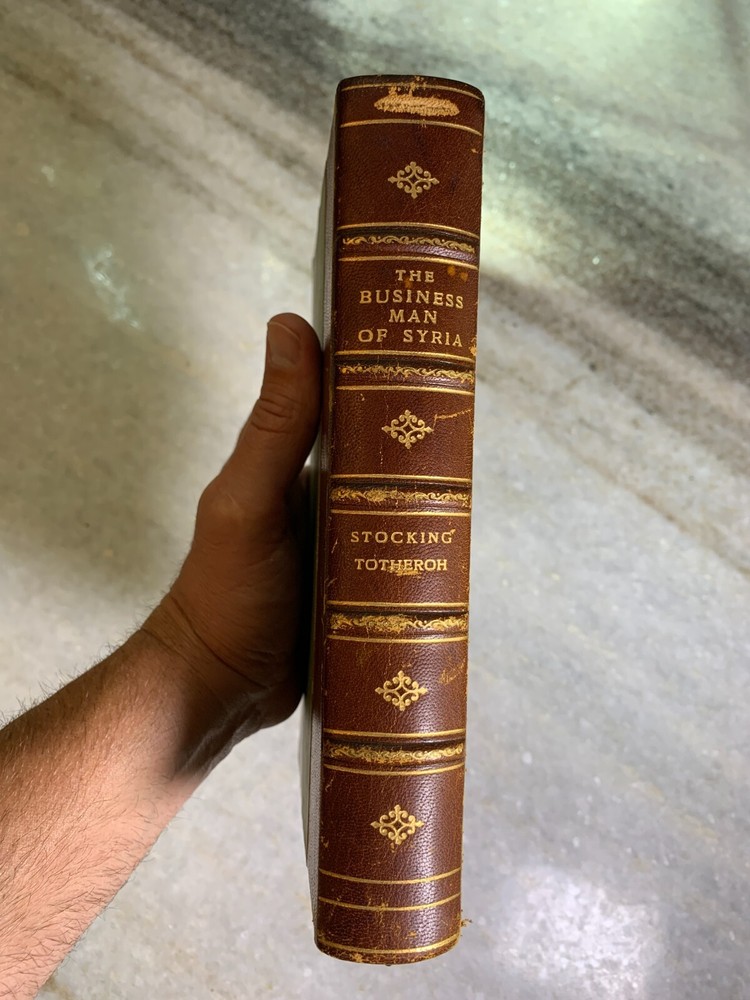 THE
BUSINESS
MAN
OF SYRIA
STOCKING
TOTHEROH